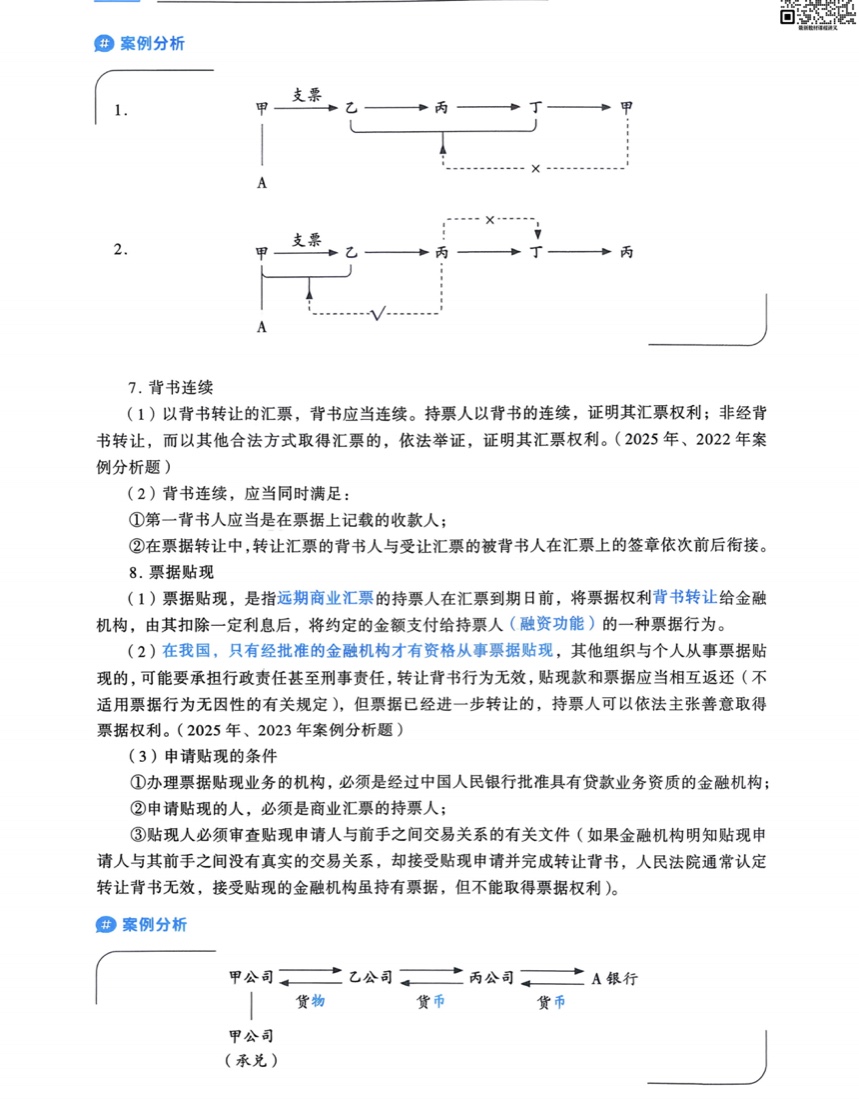 案例分析
1.
甲 支票 乙 丙 丁 甲
×
A
×
2.
甲 支票 乙 丙 丁 丙
√
A
7. 背书连续
（1）以背书转让的汇票，背书应当连续。持票人以背书的连续，证明其汇票权利；非经背
书转让，而以其他合法方式取得汇票的，依法举证，证明其汇票权利。（2025 年、2022 年案
例分析题）
（2）背书连续，应当同时满足：
①第一背书人应当是在票据上记载的收款人；
②在票据转让中，转让汇票的背书人与受让汇票的被背书人在汇票上的签章依次前后衔接。
8. 票据贴现
（1）票据贴现，是指远期商业汇票的持票人在汇票到期日前，将票据权利背书转让给金融
机构，由其扣除一定利息后，将约定的金额支付给持票人（融资功能）的一种票据行为。
（2）在我国，只有经批准的金融机构才有资格从事票据贴现，其他组织与个人从事票据贴
现的，可能要承担行政责任甚至刑事责任，转让背书行为无效，贴现款和票据应当相互返还（不
适用票据行为无因性的有关规定），但票据已经进一步转让的，持票人可以依法主张善意取得
票据权利。（2025 年、2023 年案例分析题）
（3）申请贴现的条件
①办理票据贴现业务的机构，必须是经过中国人民银行批准具有贷款业务资质的金融机构；
②申请贴现的人，必须是商业汇票的持票人；
③贴现人必须审查贴现申请人与前手之间交易关系的有关文件（如果金融机构明知贴现申
请人与其前手之间没有真实的交易关系，却接受贴现申请并完成转让背书，人民法院通常认定
转让背书无效，接受贴现的金融机构虽持有票据，但不能取得票据权利）。
案例分析
甲公司 乙公司 丙公司 A 银行
货物 货币 货币
甲公司
（承兑）